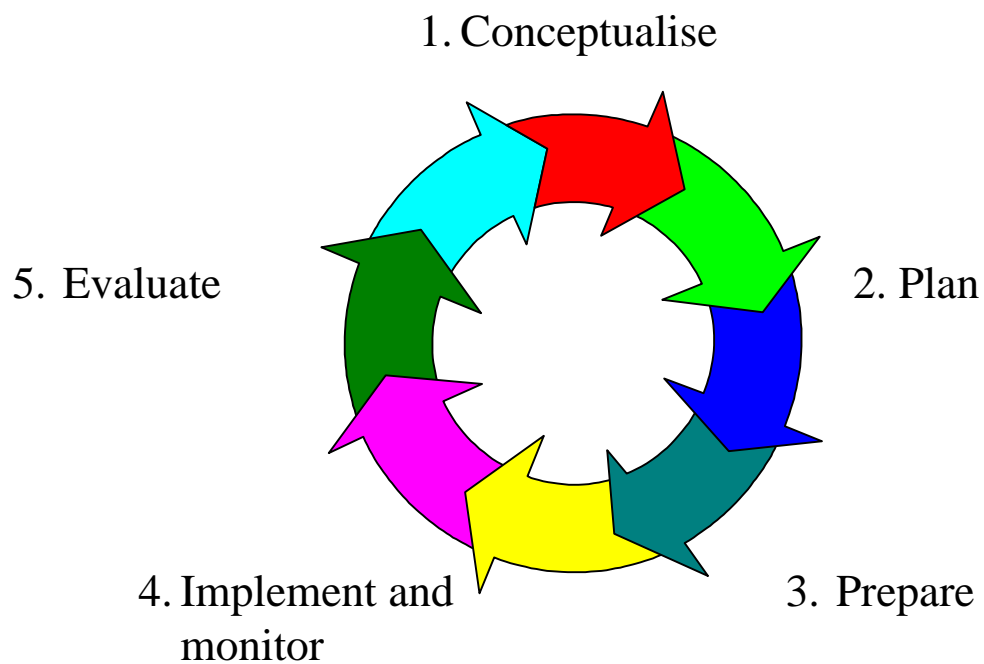 1. Conceptualise
2. Plan
3. Prepare
4. Implement and
monitor
5. Evaluate